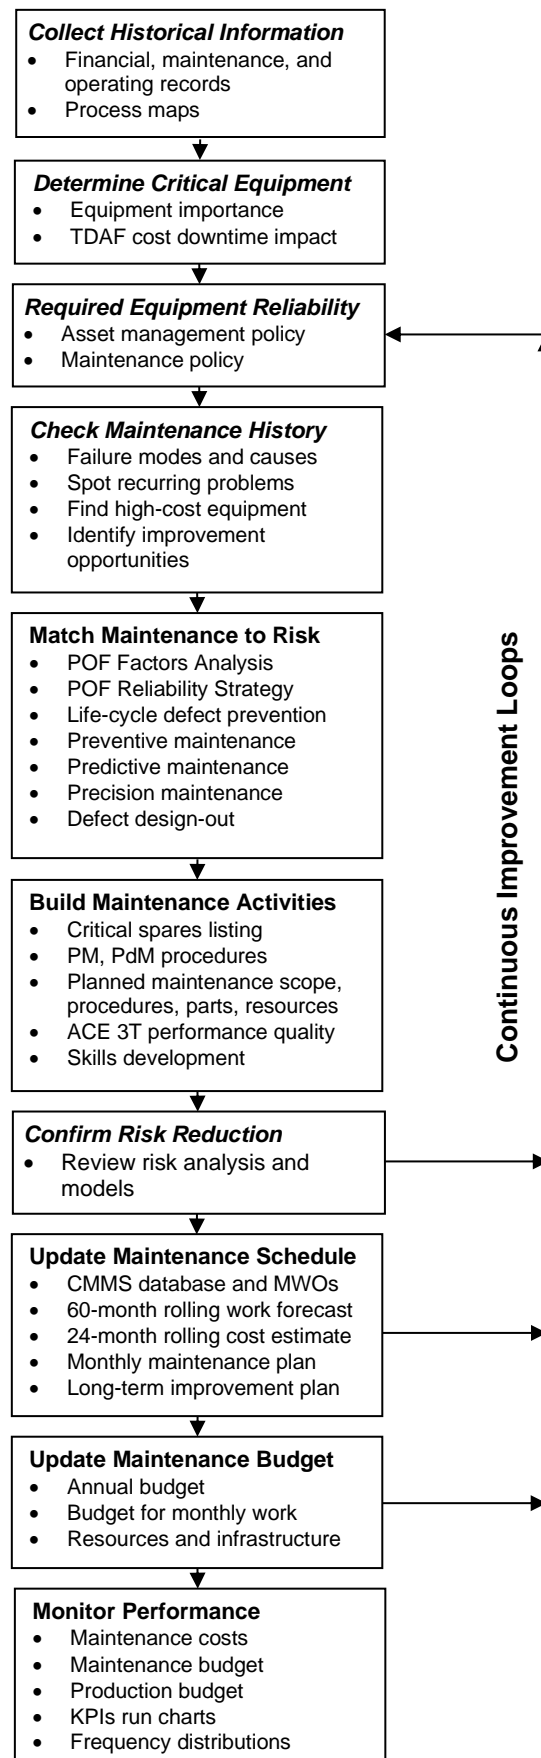 Collect Historical Information
• Financial, maintenance, and
operating records
• Process maps
Determine Critical Equipment
• Equipment importance
• TDAF cost downtime impact
Required Equipment Reliability
• Asset management policy
• Maintenance policy
Check Maintenance History
• Failure modes and causes
• Spot recurring problems
• Find high-cost equipment
• Identify improvement
opportunities
Match Maintenance to Risk
• POF Factors Analysis
• POF Reliability Strategy
• Life-cycle defect prevention
• Preventive maintenance
• Predictive maintenance
• Precision maintenance
• Defect design-out
Build Maintenance Activities
• Critical spares listing
• PM, PdM procedures
• Planned maintenance scope,
procedures, parts, resources
• ACE 3T performance quality
• Skills development
Confirm Risk Reduction
• Review risk analysis and
models
Update Maintenance Schedule
• CMMS database and MWOs
• 60-month rolling work forecast
• 24-month rolling cost estimate
• Monthly maintenance plan
• Long-term improvement plan
Update Maintenance Budget
• Annual budget
• Budget for monthly work
• Resources and infrastructure
Monitor Performance
• Maintenance costs
• Maintenance budget
• Production budget
• KPIs run charts
• Frequency distributions
Continuous Improvement Loops